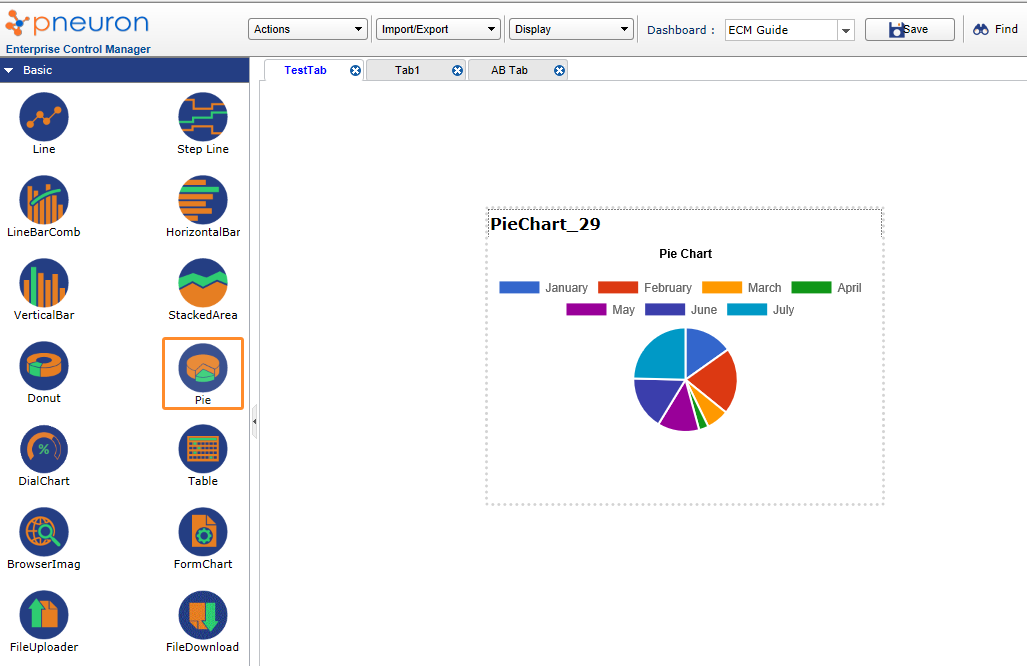 pneuron
Enterprise Control Manager
Actions
Import/Export
Display
Dashboard :
ECM Guide
Save
Find
Basic
TestTab
Tab1
AB Tab
Line
Step Line
LineBarComb
HorizontalBar
VerticalBar
StackedArea
Donut
Pie
DialChart
Table
BrowserImag
FormChart
FileUploader
FileDownload
%
PieChart_29
Pie Chart
January February March April
May June July